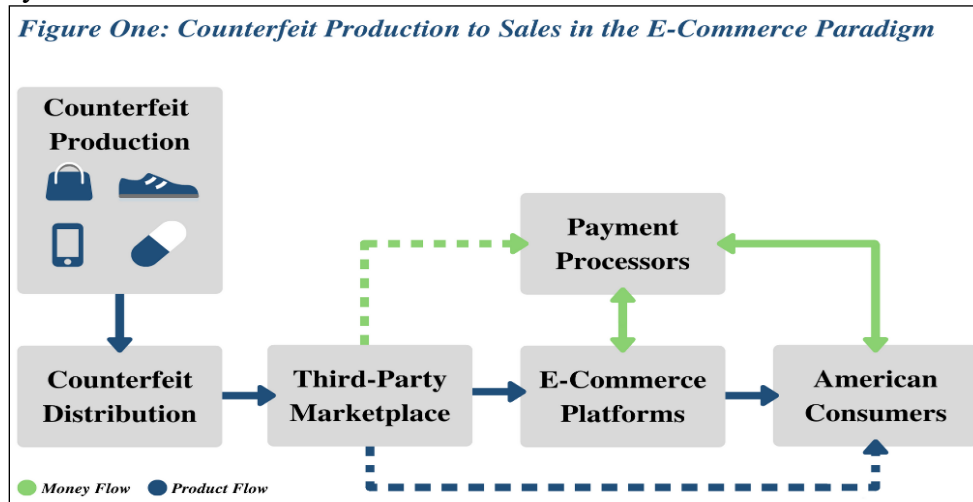 Figure One: Counterfeit Production to Sales in the E-Commerce Paradigm
Counterfeit
Production
Payment
Processors
Counterfeit
Distribution
Third-Party
Marketplace
E-Commerce
Platforms
American
Consumers
Money Flow
Product Flow